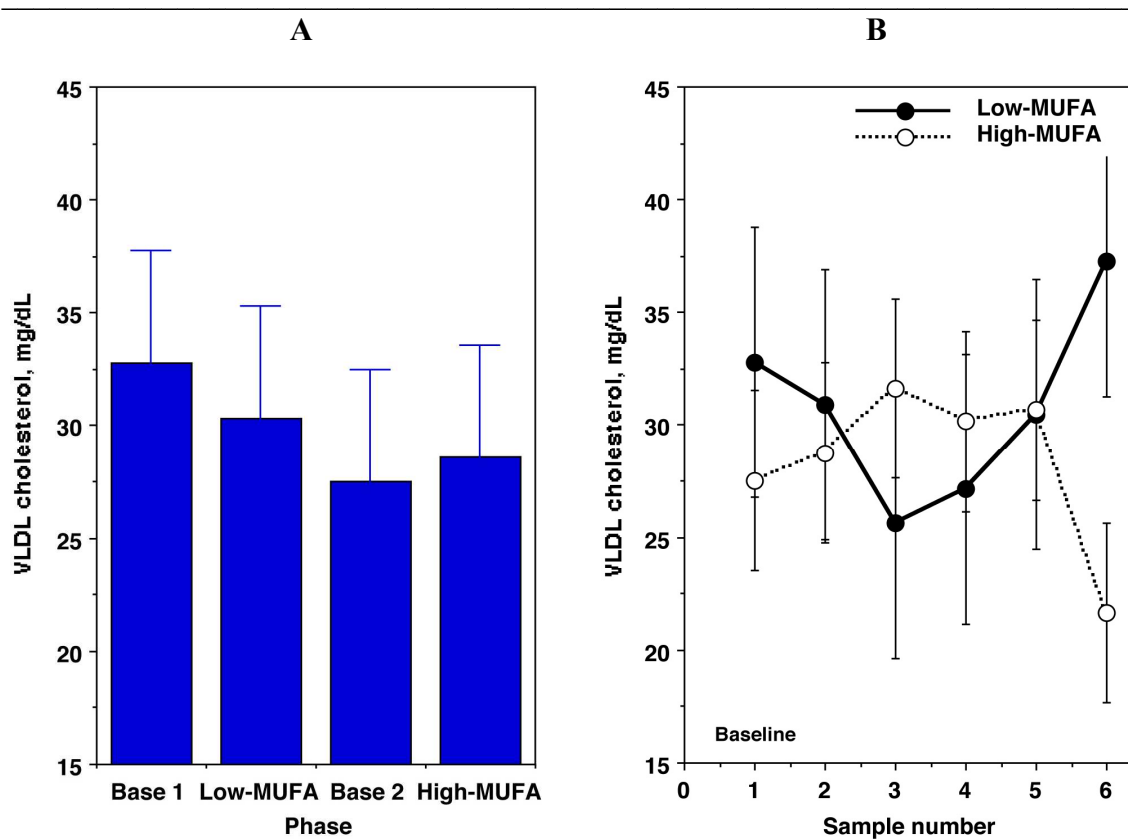 A
45
40
35
30
25
20
15
VLDL cholesterol, mg/dL
Base 1 Low-MUFA Base 2 High-MUFA
Phase
B
Low-MUFA
High-MUFA
45
40
35
30
25
20
15
VLDL cholesterol, mg/dL
Baseline
0 1 2 3 4 5 6
Sample number